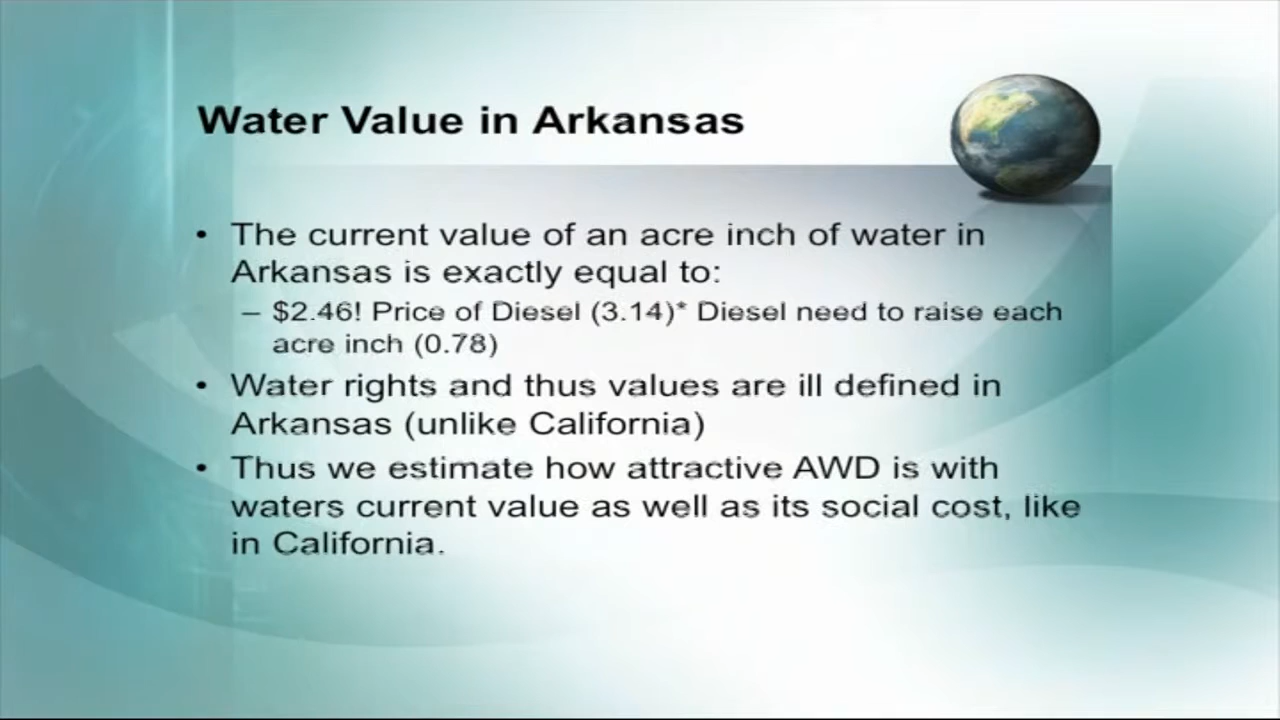 Water Value in Arkansas
• The current value of an acre inch of water in
Arkansas is exactly equal to:
– $2.46! Price of Diesel (3.14)* Diesel need to raise each
acre inch (0.78)
• Water rights and thus values are ill defined in
Arkansas (unlike California)
• Thus we estimate how attractive AWD is with
waters current value as well as its social cost, like
in California.